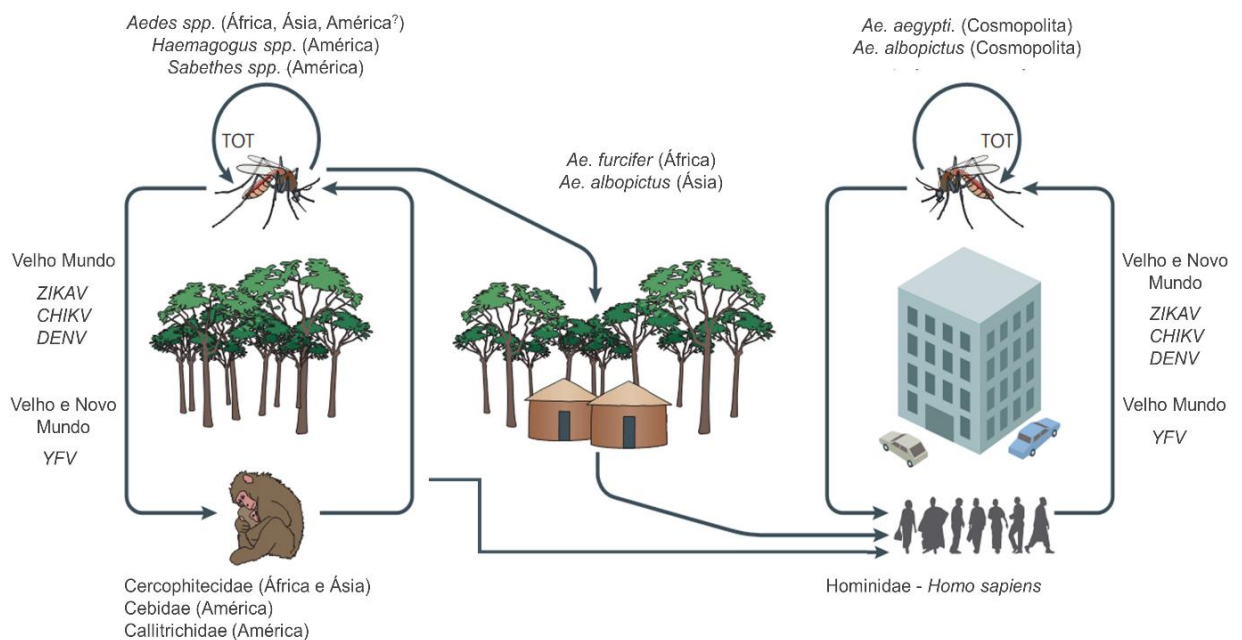 Aedes spp. (África, Ásia, América?)
Haemagogus spp. (América)
Sabethes spp. (América)
TOT
Velho Mundo
ZIKAV
CHIKV
DENV
Velho e Novo
Mundo
YFV
Cercophitecidae (África e Ásia)
Cebidae (América)
Callitrichidae (América)
Ae. furcifer (África)
Ae. albopictus (Ásia)
Ae. aegypti. (Cosmopolita)
Ae. albopictus (Cosmopolita)
TOT
Velho e Novo
Mundo
ZIKAV
CHIKV
DENV
Velho Mundo
YFV
Hominidae - Homo sapiens